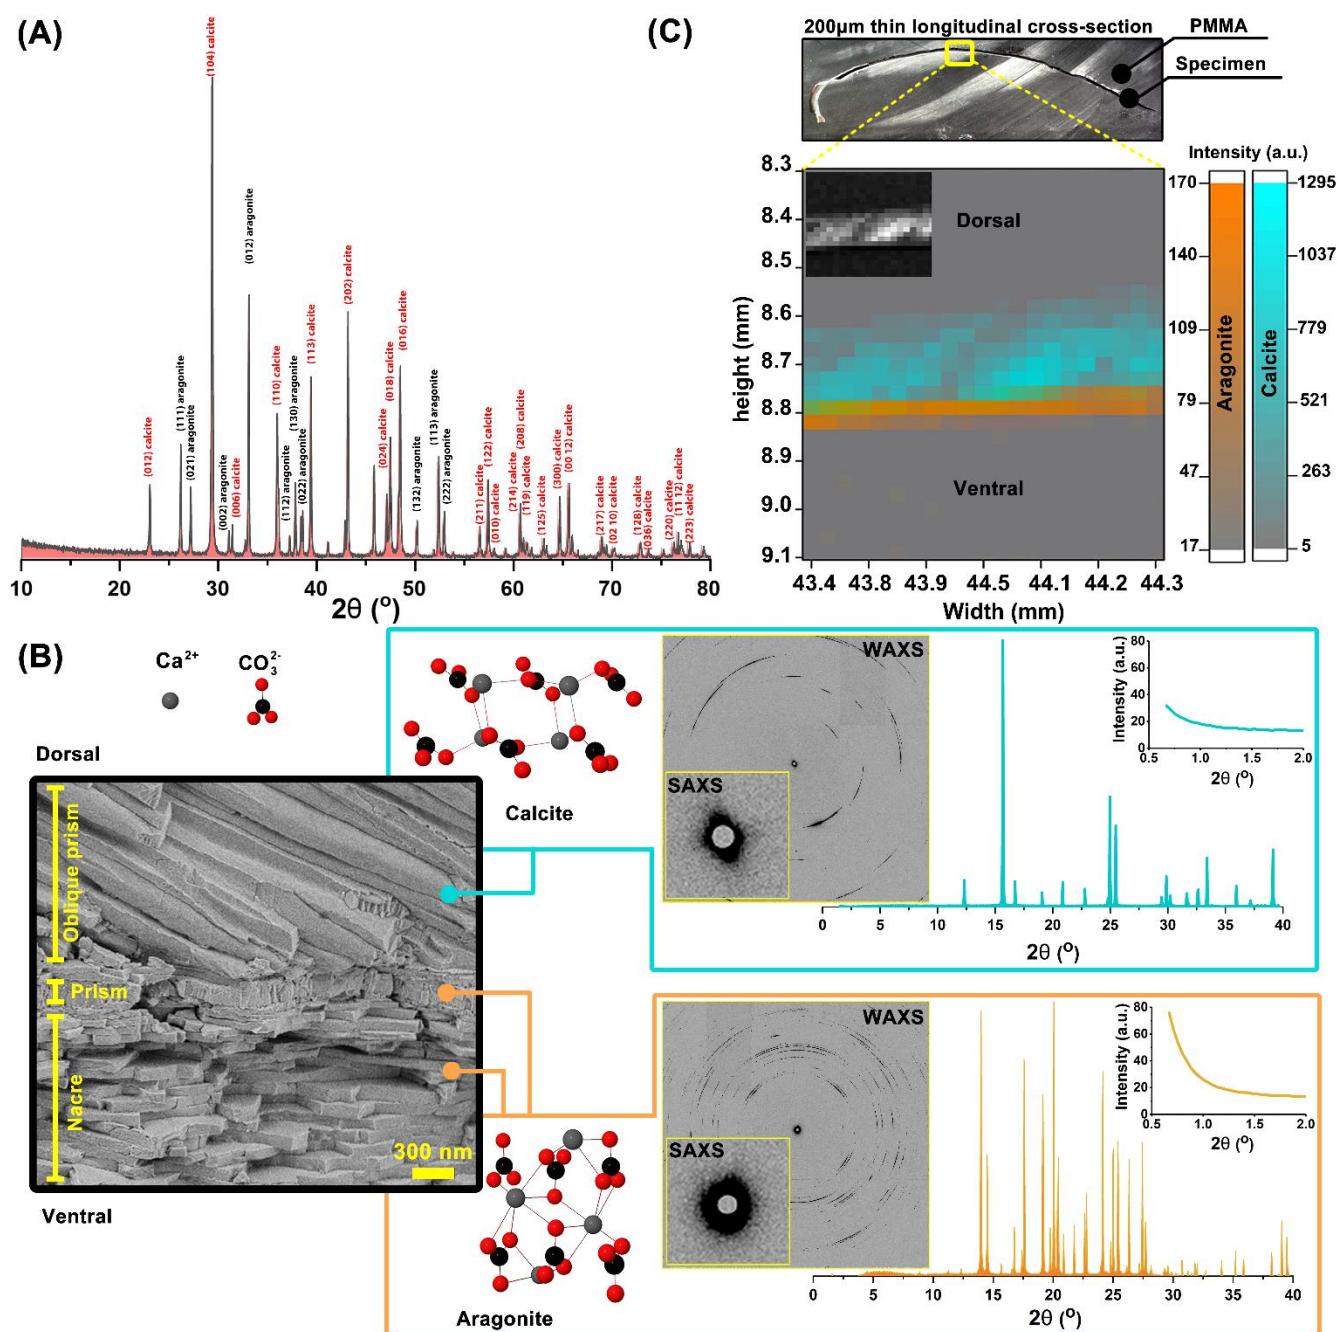 (A)
(104) calcite
(012) aragonite
(202) calcite
(113) calcite
(016) calcite
(018) calcite
(110) calcite
(130) aragonite
(111) aragonite
(012) calcite
(021) aragonite
(002) aragonite
(006) calcite
(112) aragonite
(022) aragonite
(024) calcite
(132) aragonite
(113) aragonite
(222) aragonite
(211) calcite
(122) calcite
(010) calcite
(214) calcite
(208) calcite
(119) calcite
(125) calcite
(300) calcite
(00 12) calcite
(217) calcite
(02 10) calcite
(128) calcite
(036) calcite
(220) calcite
(11 12) calcite
(223) calcite
10 20 30 40 50 60 70 80
2θ (°)
(C)
200µm thin longitudinal cross-section
PMMA
Specimen
Intensity (a.u.)
8.3
8.4
8.5
8.6
8.7
8.8
8.9
9.0
9.1
height (mm)
Dorsal
Ventral
43.4 43.8 43.9 44.5 44.1 44.2 44.3
Width (mm)
170
140
109
79
47
17
Aragonite
Calcite
1295
1037
779
521
263
5
(B)
Ca2+
CO32-
Dorsal
Oblique prism
Prism
Nacre
300 nm
Ventral
Calcite
WAXS
SAXS
0 5 10 15 20 25 30 35 40
2θ (°)
Intensity (a.u.)
80
60
40
20
0
0.5 1.0 1.5 2.0
2θ (°)
Aragonite
WAXS
SAXS
0 5 10 15 20 25 30 35 40
2θ (°)
Intensity (a.u.)
80
60
40
20
0
0.5 1.0 1.5 2.0
2θ (°)